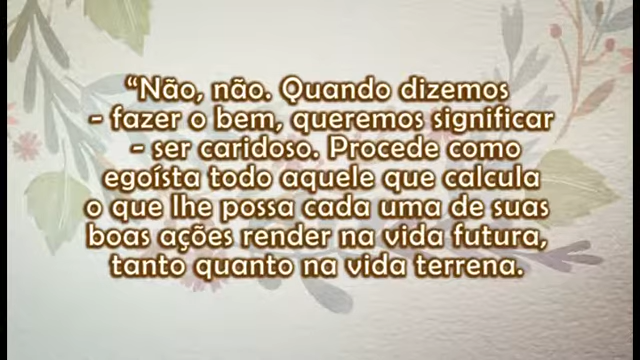 “Não, não. Quando dizemos
- fazer o bem, queremos significar
- ser caridoso. Procede como
egoísta todo aquele que calcula
o que lhe possa cada uma de suas
boas ações render na vida futura,
tanto quanto na vida terrena.